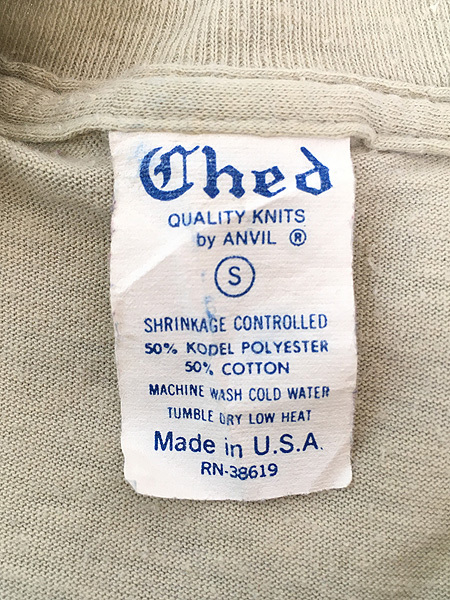 Ched
QUALITY KNITS
by ANVIL ®
S
SHRINKAGE CONTROLLED
50% KODEL POLYESTER
50% COTTON
MACHINE WASH COLD WATER
TUMBLE DRY LOW HEAT
Made in U.S.A.
RN-38619